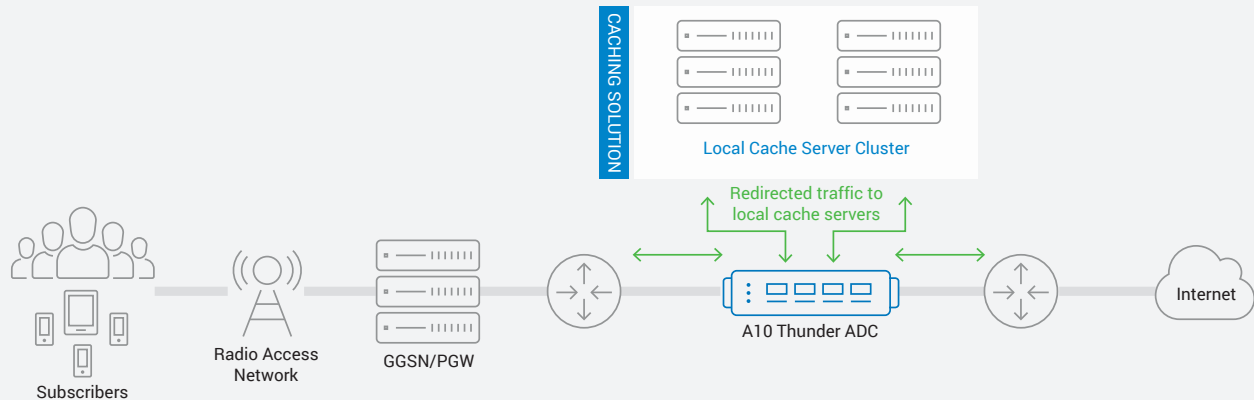 CACHING SOLUTION
Local Cache Server Cluster
Redirected traffic to
local cache servers
Subscribers
Radio Access
Network
GGSN/PGW
A10 Thunder ADC
Internet